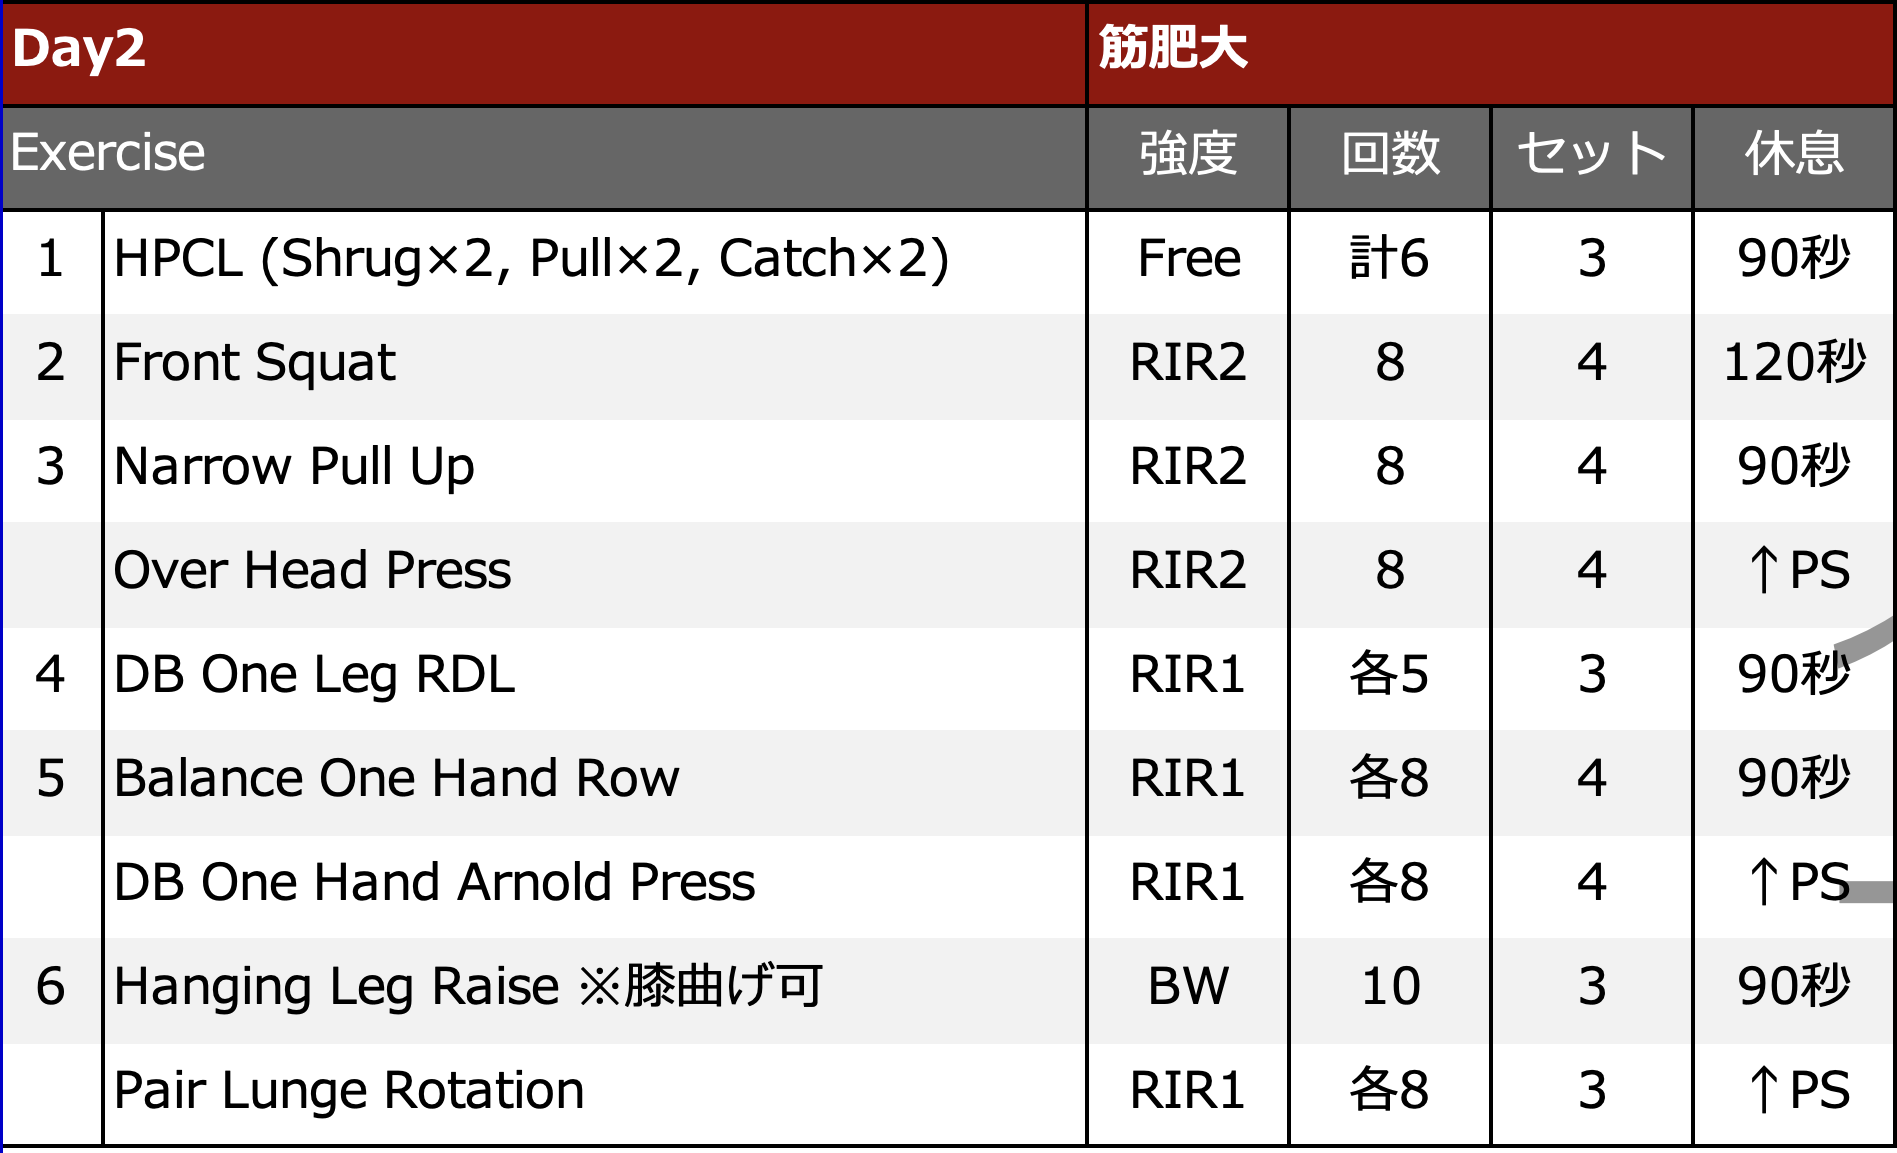 Day2 筋肥大
Exercise 強度 回数 セット 休息
1 HPCL (Shrug×2, Pull×2, Catch×2) Free 計6 3 90秒
2 Front Squat RIR2 8 4 120秒
3 Narrow Pull Up RIR2 8 4 90秒
Over Head Press RIR2 8 4 ↑PS
4 DB One Leg RDL RIR1 各5 3 90秒
5 Balance One Hand Row RIR1 各8 4 90秒
DB One Hand Arnold Press RIR1 各8 4 ↑PS
6 Hanging Leg Raise ※膝曲げ可 BW 10 3 90秒
Pair Lunge Rotation RIR1 各8 3 ↑PS